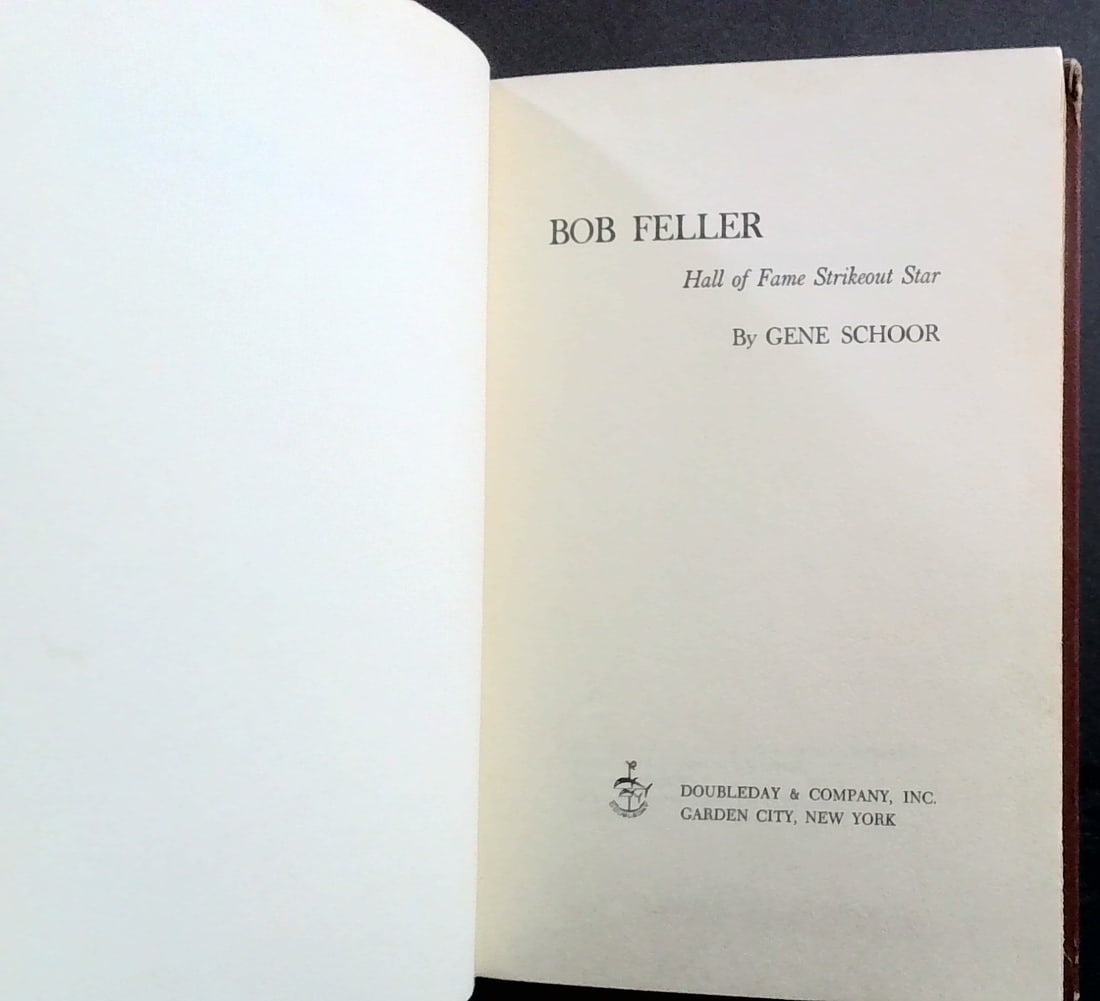 BOB FELLER
Hall of Fame Strikeout Star
By GENE SCHOOR
DOUBLEDAY & COMPANY, INC.
GARDEN CITY, NEW YORK